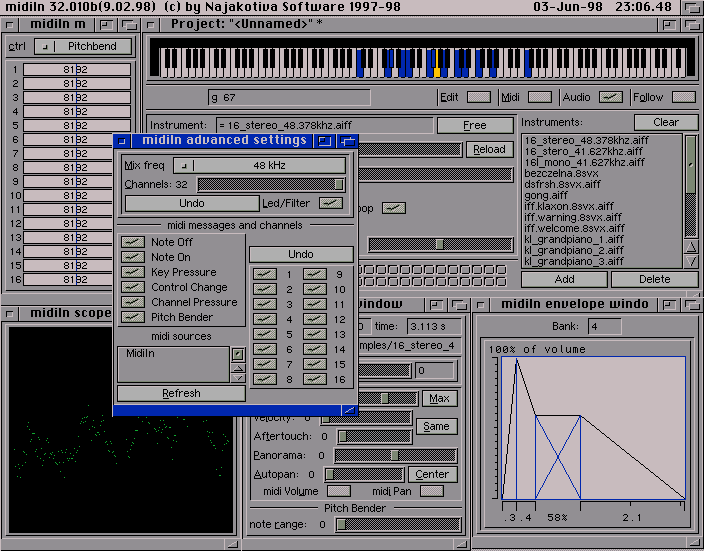 midiIn 32.010b(9.02.98) (c) by Najakotiva Software 1997-98 03-Jun-98 23:06.48
midiIn m
Project: "<Unnamed>" *
ctrl Pitchbend
1 8192
2 8192
3 8192
4 8192
5 8192
6 8192
7 8192
8 8192
9 8192
10 8192
11 8192
12 8192
13 8192
14 8192
15 8192
16 8192
g 67
Edit Midi Audio Follow
Instrument: = 16_stereo_48.378khz.aiff Free
Reload
oop
Instruments: Clear
16_stereo_48.378khz.aiff
16_stero_41.627khz.aiff
16l_mono_41.627khz.aiff
bezczelna.8svx
dsfrsh.8svx.8svx
gong.aiff
iff.klaxon.8svx.aiff
iff.warning.8svx.aiff
iff.welcome.8svx.aiff
kl_grandpiano_1.aiff
kl_grandpiano_2.aiff
kl_grandpiano_3.aiff
Add Delete
midiIn advanced settings
Mix freq 48 kHz
Channels: 32
Undo Led/Filter
midi messages and channels
Note Off
Note On
Key Pressure
Control Change
Channel Pressure
Pitch Bender
midi sources
MidiIn
Refresh
Undo
1 9
2 10
3 11
4 12
5 13
6 14
7 15
8 16
midiIn scope
window
0 time: 3.113 s
mples/16_stereo_4
0
Max
Velocity: 0
Same
Aftertouch: 0
Panorama: 0
Autopan: 0 Center
midi Volume midi Pan
Pitch Bender
note range: 0
midiIn envelope windo
Bank: 4
100% of volume
.3 .4 58% 2.1